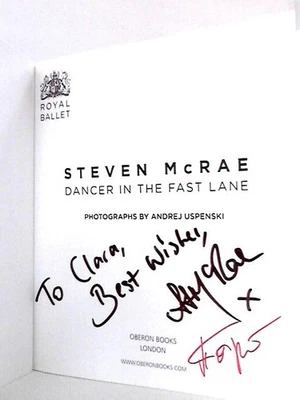 ROYAL
BALLET
STEVEN McRAE
DANCER IN THE FAST LANE
PHOTOGRAPHS BY ANDREJ USPENSKI
To Clara,
Best Wishes,
OBERON BOOKS
LONDON
WWW.OBERONBOOKS.COM